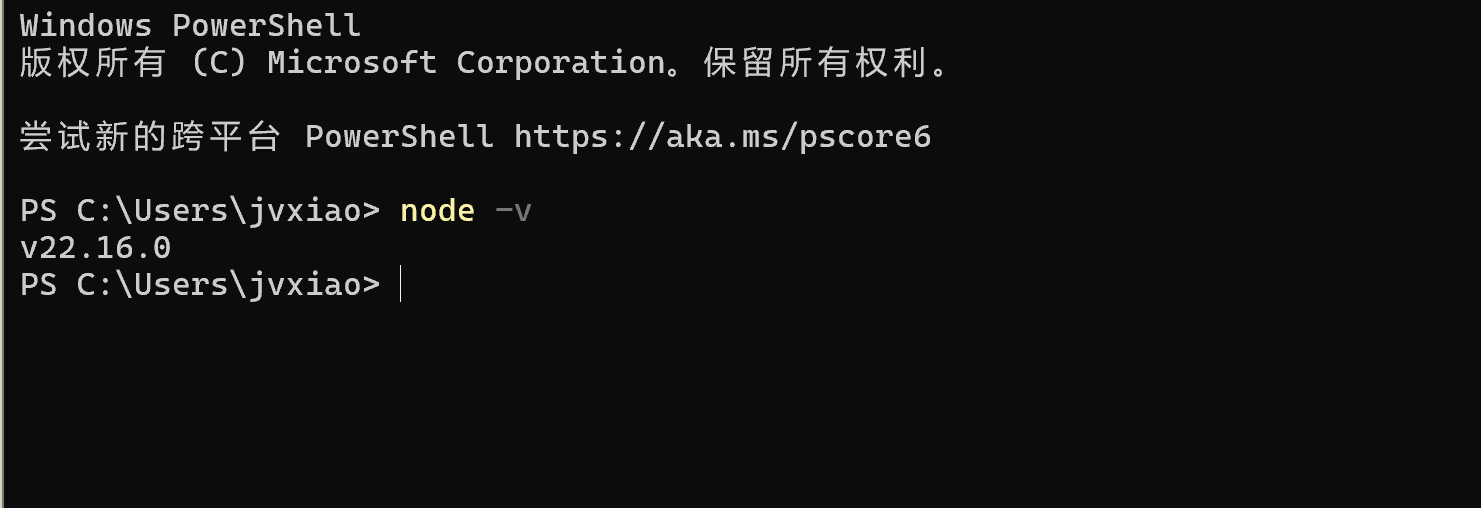 Windows PowerShell
版权所有 (C) Microsoft Corporation。保留所有权利。
尝试新的跨平台 PowerShell https://aka.ms/pscore6
PS C:\Users\jvxiao> node -v
v22.16.0
PS C:\Users\jvxiao>